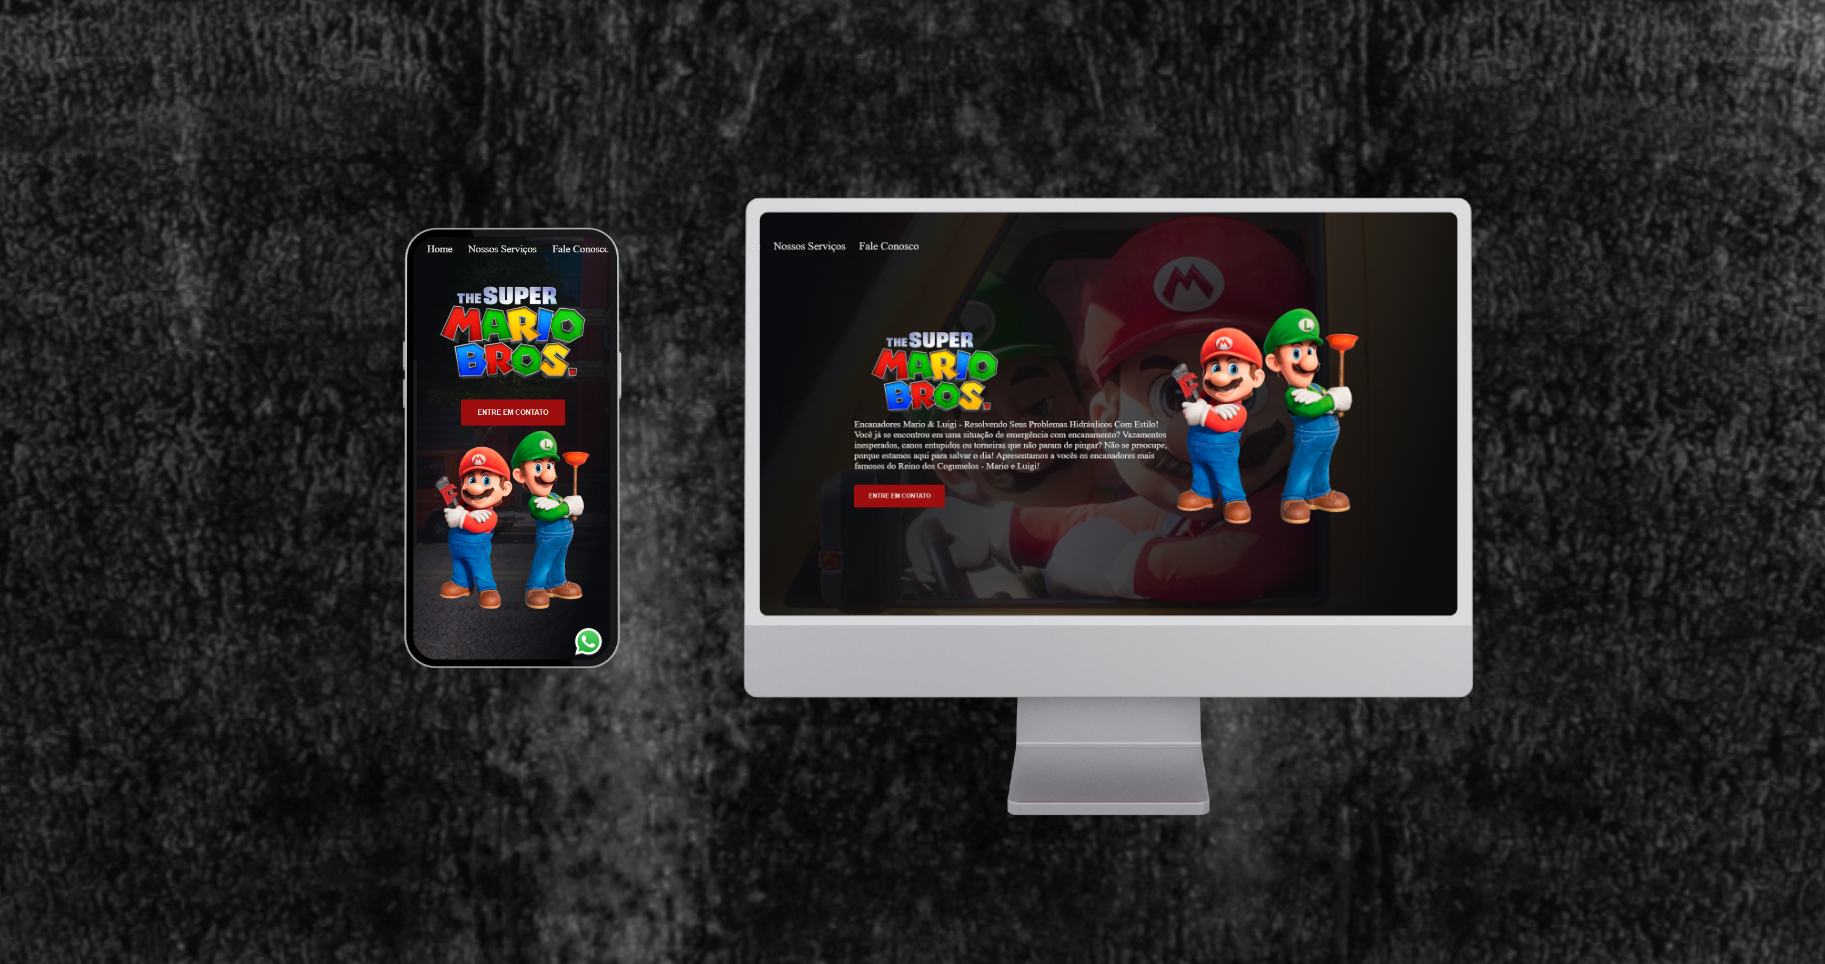 Home Nossos Serviços Fale Conosco
THE SUPER
MARIO
BROS.
ENTRE EM CONTATO
M
L
Nossos Serviços Fale Conosco
M
THE SUPER
MARIO
BROS.
Encanadores Mario & Luigi - Resolvendo Seus Problemas Hidráulicos Com Estilo!
Você já se encontrou em uma situação de emergência com encanamento? Vazamentos
inesperados, canos entupidos ou torneiras que não param de pingar? Não se preocupe,
porque estamos aqui para salvar o dia! Apresentamos a vocês os encanadores mais
famosos do Reino dos Cogumelos - Mario e Luigi!
ENTRE EM CONTATO
M
L